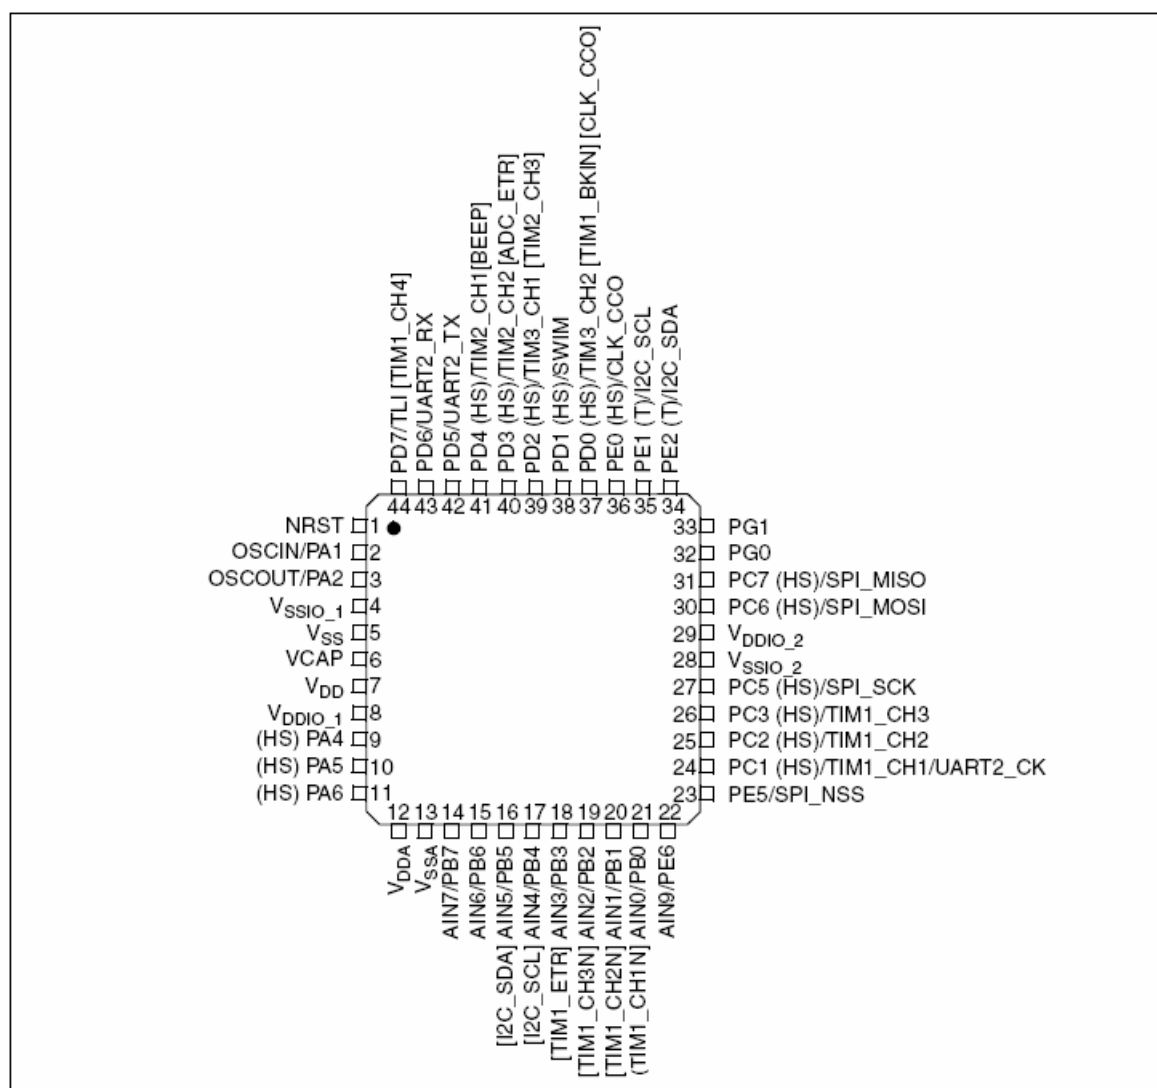 PD7/TLI [TIM1_CH4]
PD6/UART2_RX
PD5/UART2_TX
PD4 (HS)/TIM2_CH1[BEEP]
PD3 (HS)/TIM2_CH2 [ADC_ETR]
PD2 (HS)/TIM3_CH1 [TIM2_CH3]
PD1 (HS)/SWIM
PD0 (HS)/TIM3_CH2 [TIM1_BKIN] [CLK_CCO]
PE0 (HS)/CLK_CCO
PE1 (T)/I2C_SCL
PE2 (T)/I2C_SDA
44 43 42 41 40 39 38 37 36 35 34
NRST 1
OSCIN/PA1 2
OSCOUT/PA2 3
VSSIO_1 4
VSS 5
VCAP 6
VDD 7
VDDIO_1 8
(HS) PA4 9
(HS) PA5 10
(HS) PA6 11
33 PG1
32 PG0
31 PC7 (HS)/SPI_MISO
30 PC6 (HS)/SPI_MOSI
29 VDDIO_2
28 VSSIO_2
27 PC5 (HS)/SPI_SCK
26 PC3 (HS)/TIM1_CH3
25 PC2 (HS)/TIM1_CH2
24 PC1 (HS)/TIM1_CH1/UART2_CK
23 PE5/SPI_NSS
12 13 14 15 16 17 18 19 20 21 22
VDDA
VSSA
AIN7/PB7
AIN6/PB6
[I2C_SDA] AIN5/PB5
[I2C_SCL] AIN4/PB4
[TIM1_ETR] AIN3/PB3
[TIM1_CH3N] AIN2/PB2
[TIM1_CH2N] AIN1/PB1
(TIM1_CH1N] AIN0/PB0
AIN9/PE6